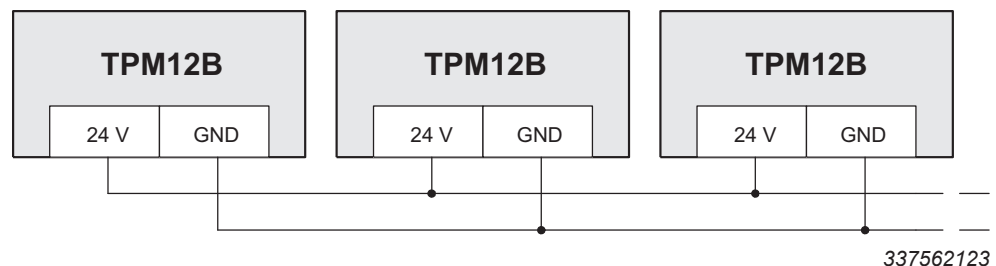 TPM12B TPM12B TPM12B
24 V GND 24 V GND 24 V GND
337562123